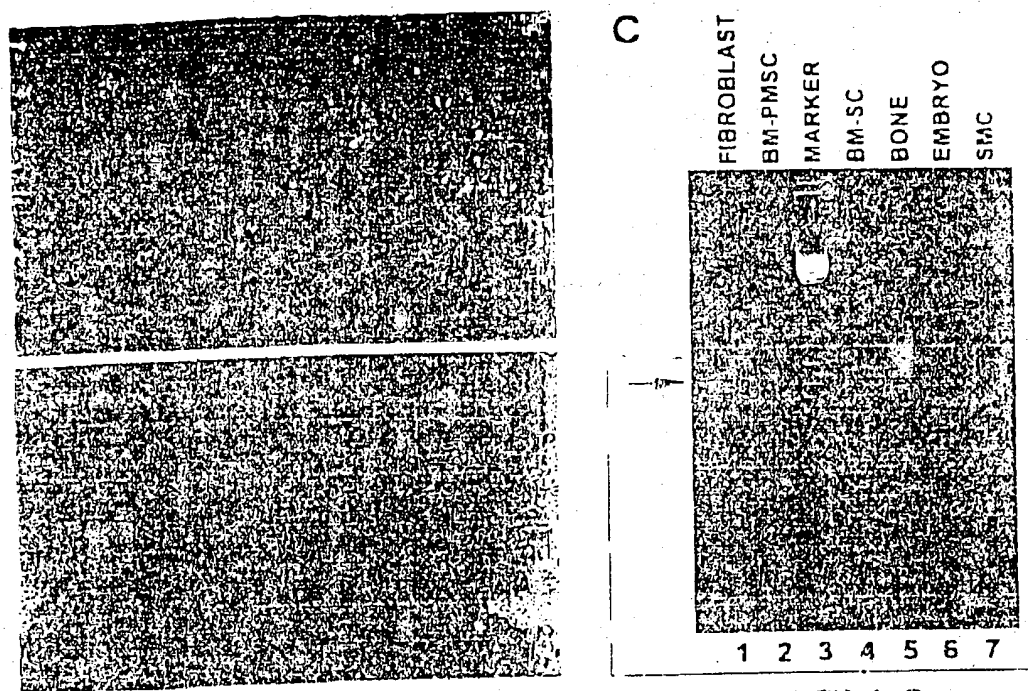 C
FIBROBLAST
BM-PMSC
MARKER
BM-SC
BONE
EMBRYO
SMC
1 2 3 4 5 6 7